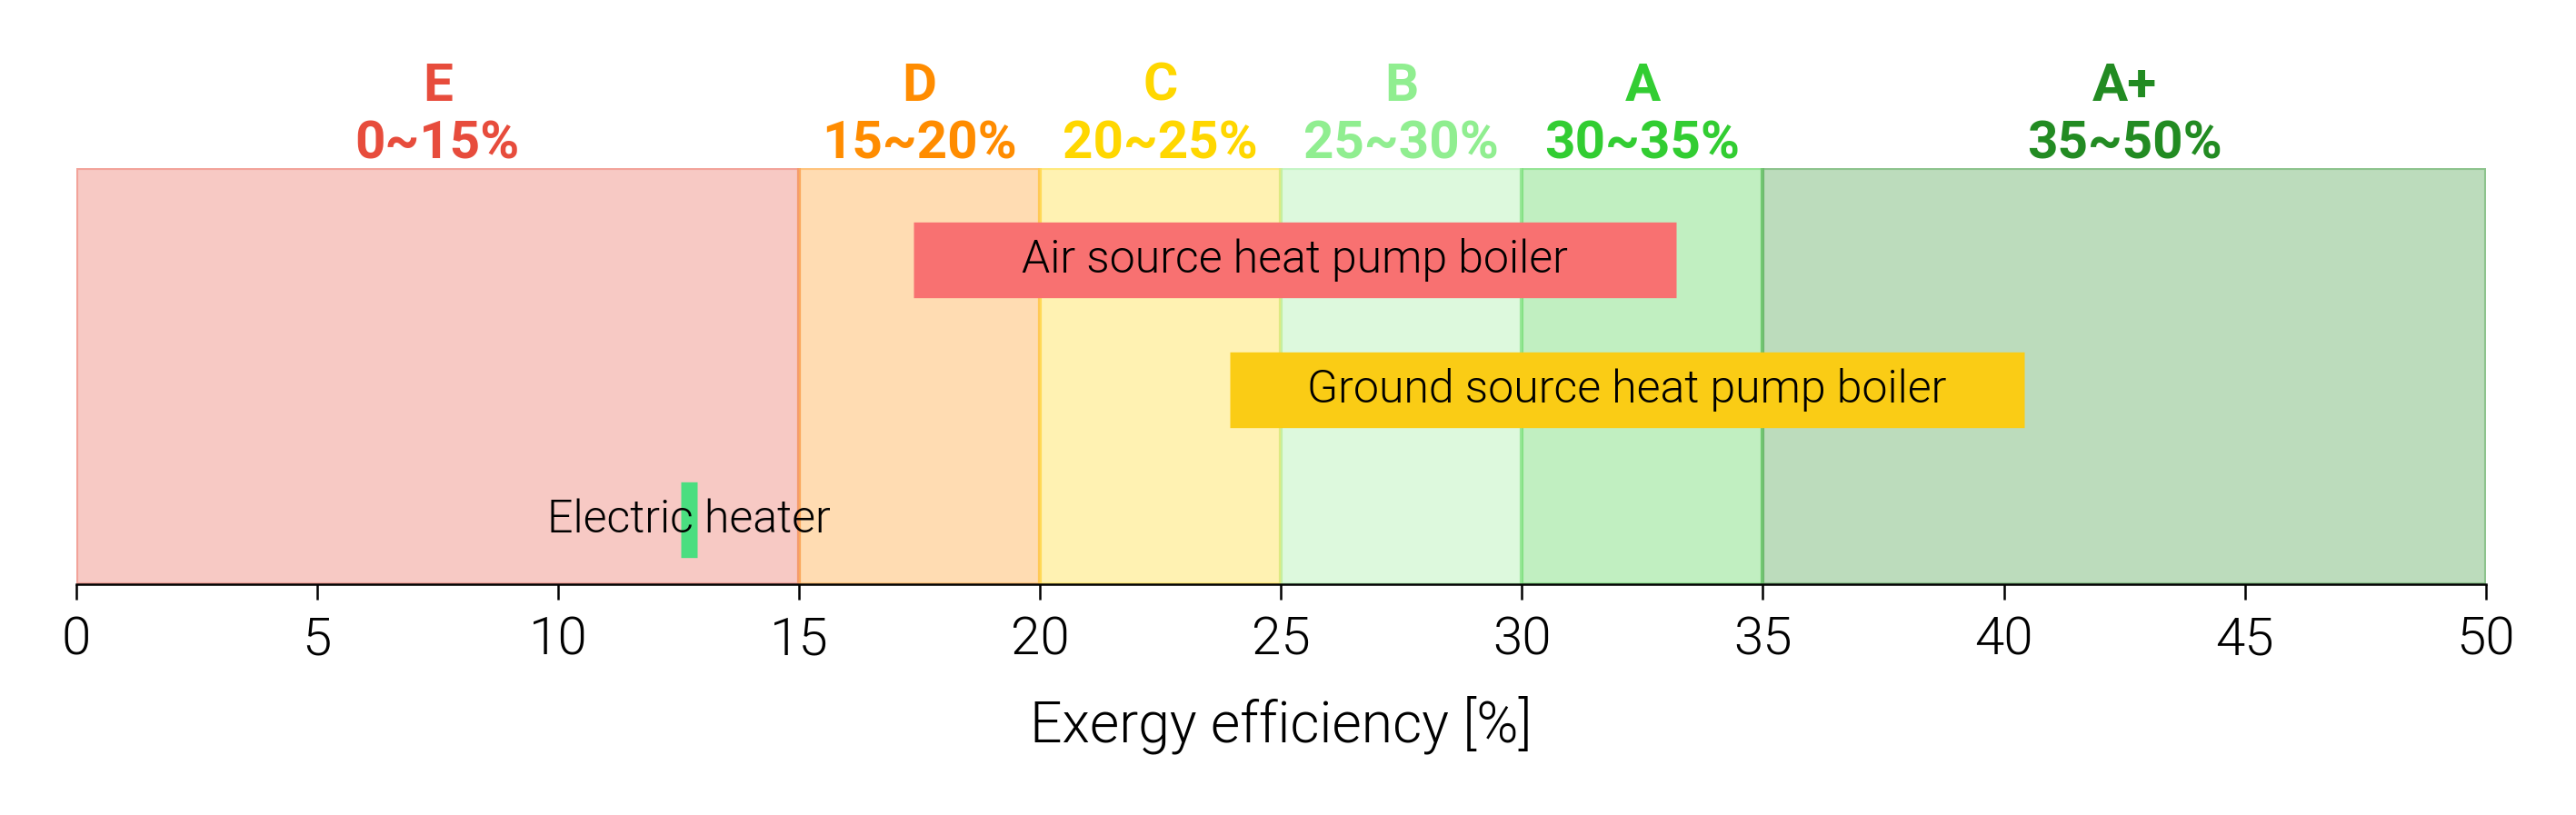 E
0~15%
D
15~20%
C
20~25%
B
25~30%
A
30~35%
A+
35~50%
Air source heat pump boiler
Ground source heat pump boiler
Electric heater
0 5 10 15 20 25 30 35 40 45 50
Exergy efficiency [%]